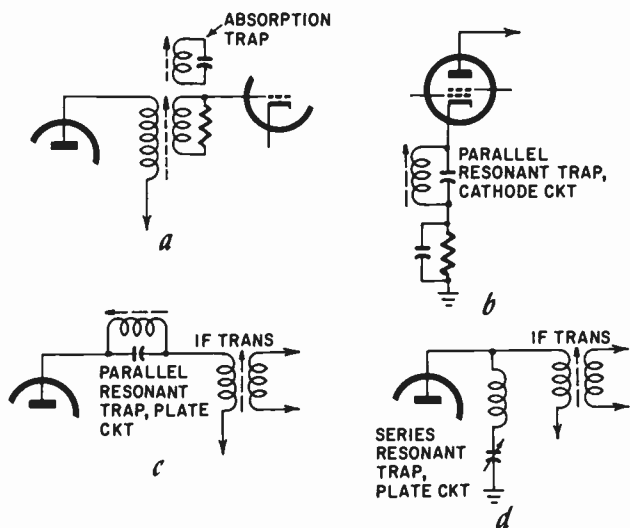 ABSORPTION
TRAP
a
PARALLEL
RESONANT TRAP,
CATHODE CKT
b
IF TRANS
PARALLEL
RESONANT
TRAP, PLATE
CKT
c
IF TRANS
SERIES
RESONANT
TRAP,
PLATE CKT
d